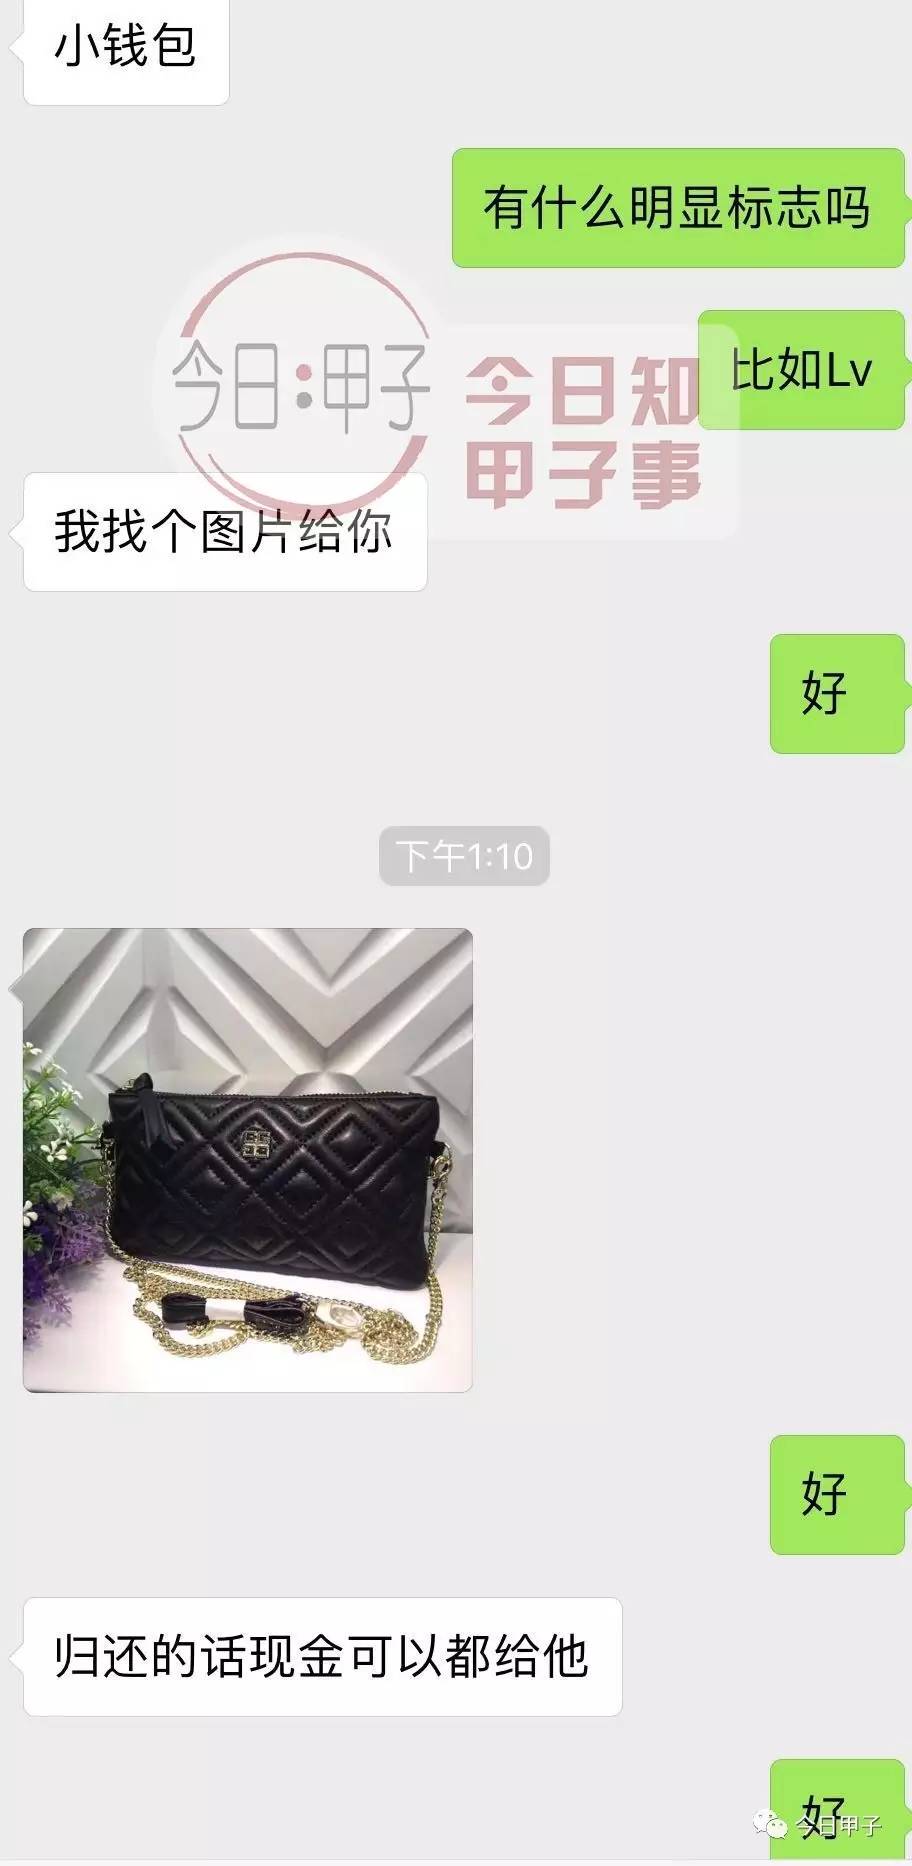 小钱包
有什么明显标志吗
比如Lv
今日:甲子
今日知
甲子事
我找个图片给你
好
下午1:10
好
归还的话现金可以都给他
好
今日甲子